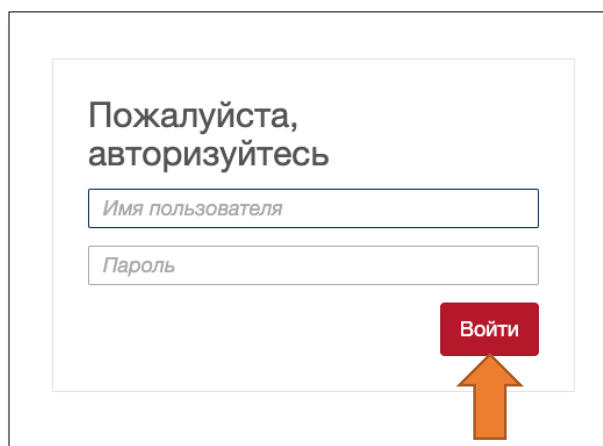 Пожалуйста,
авторизуйтесь
Имя пользователя
Пароль
Войти